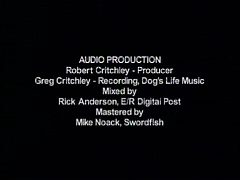 AUDIO PRODUCTION
Robert Critchley - Producer
Greg Critchley - Recording, Dog's Life Music
Mixed by
Rick Anderson, E/R Digital Post
Mastered by
Mike Noack, Swordfish